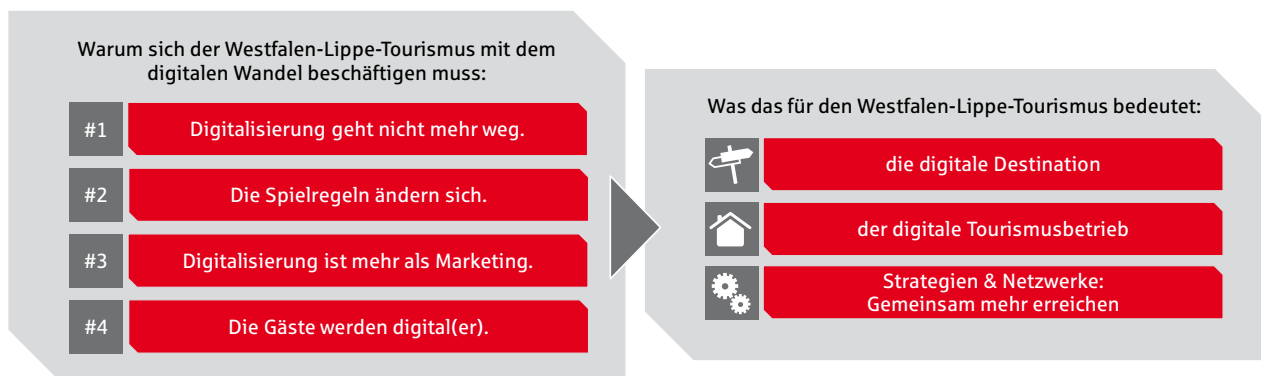 Warum sich der Westfalen-Lippe-Tourismus mit dem
digitalen Wandel beschäftigen muss:
#1 Digitalisierung geht nicht mehr weg.
#2 Die Spielregeln ändern sich.
#3 Digitalisierung ist mehr als Marketing.
#4 Die Gäste werden digital(er).
Was das für den Westfalen-Lippe-Tourismus bedeutet:
die digitale Destination
der digitale Tourismusbetrieb
Strategien & Netzwerke:
Gemeinsam mehr erreichen